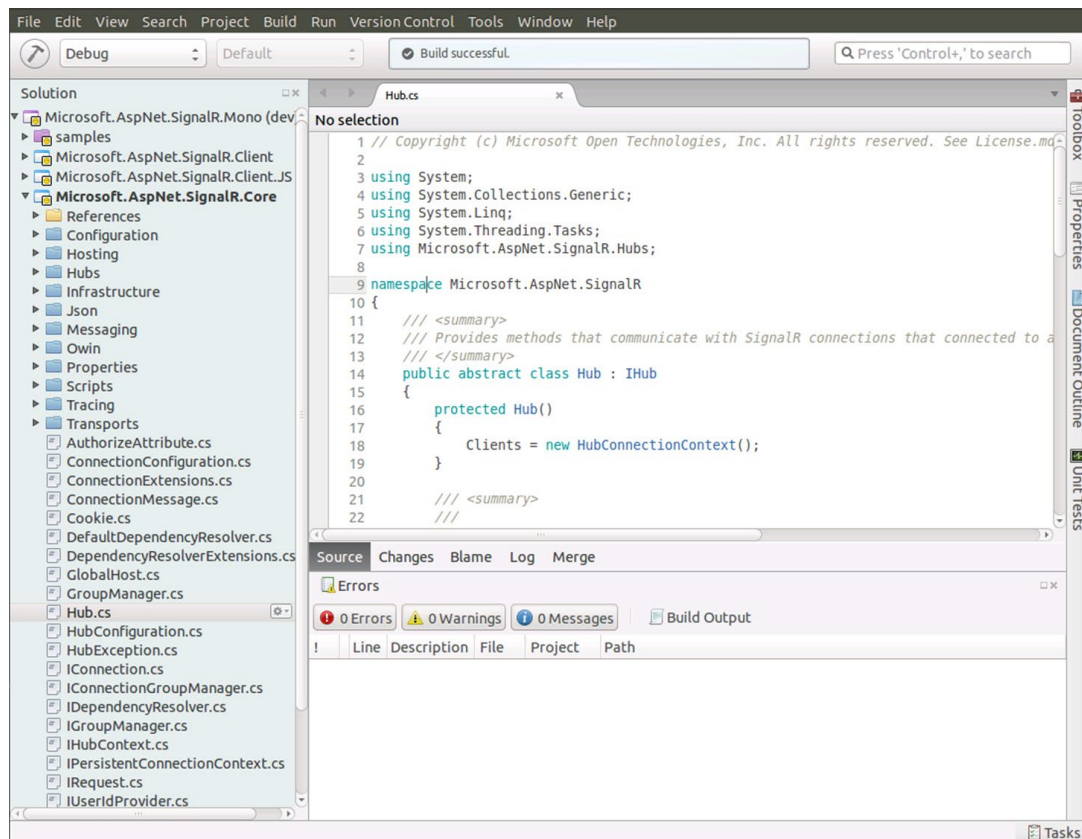 File Edit View Search Project Build Run Version Control Tools Window Help
Debug Default Build successful. Press 'Control+,' to search
Solution
Microsoft.AspNet.SignalR.Mono (dev
samples
Microsoft.AspNet.SignalR.Client
Microsoft.AspNet.SignalR.Client.JS
Microsoft.AspNet.SignalR.Core
References
Configuration
Hosting
Hubs
Infrastructure
Json
Messaging
Owin
Properties
Scripts
Tracing
Transports
AuthorizeAttribute.cs
ConnectionConfiguration.cs
ConnectionExtensions.cs
ConnectionMessage.cs
Cookie.cs
DefaultDependencyResolver.cs
DependencyResolverExtensions.cs
GlobalHost.cs
GroupManager.cs
Hub.cs
HubConfiguration.cs
HubException.cs
IConnection.cs
IConnectionGroupManager.cs
IDependencyResolver.cs
IGroupManager.cs
IHubContext.cs
IPersistentConnectionContext.cs
IRequest.cs
IUserIdProvider.cs
Hub.cs
No selection
1 // Copyright (c) Microsoft Open Technologies, Inc. All rights reserved. See License.md
2
3 using System;
4 using System.Collections.Generic;
5 using System.Linq;
6 using System.Threading.Tasks;
7 using Microsoft.AspNet.SignalR.Hubs;
8
9 namespace Microsoft.AspNet.SignalR
10 {
11 /// <summary>
12 /// Provides methods that communicate with SignalR connections that connected to a
13 /// </summary>
14 public abstract class Hub : IHub
15 {
16 protected Hub()
17 {
18 Clients = new HubConnectionContext();
19 }
20
21 /// <summary>
22 ///
Source Changes Blame Log Merge
Errors
0 Errors 0 Warnings 0 Messages Build Output
! Line Description File Project Path
Toolbox
Properties
Document Outline
Unit Tests
Tasks